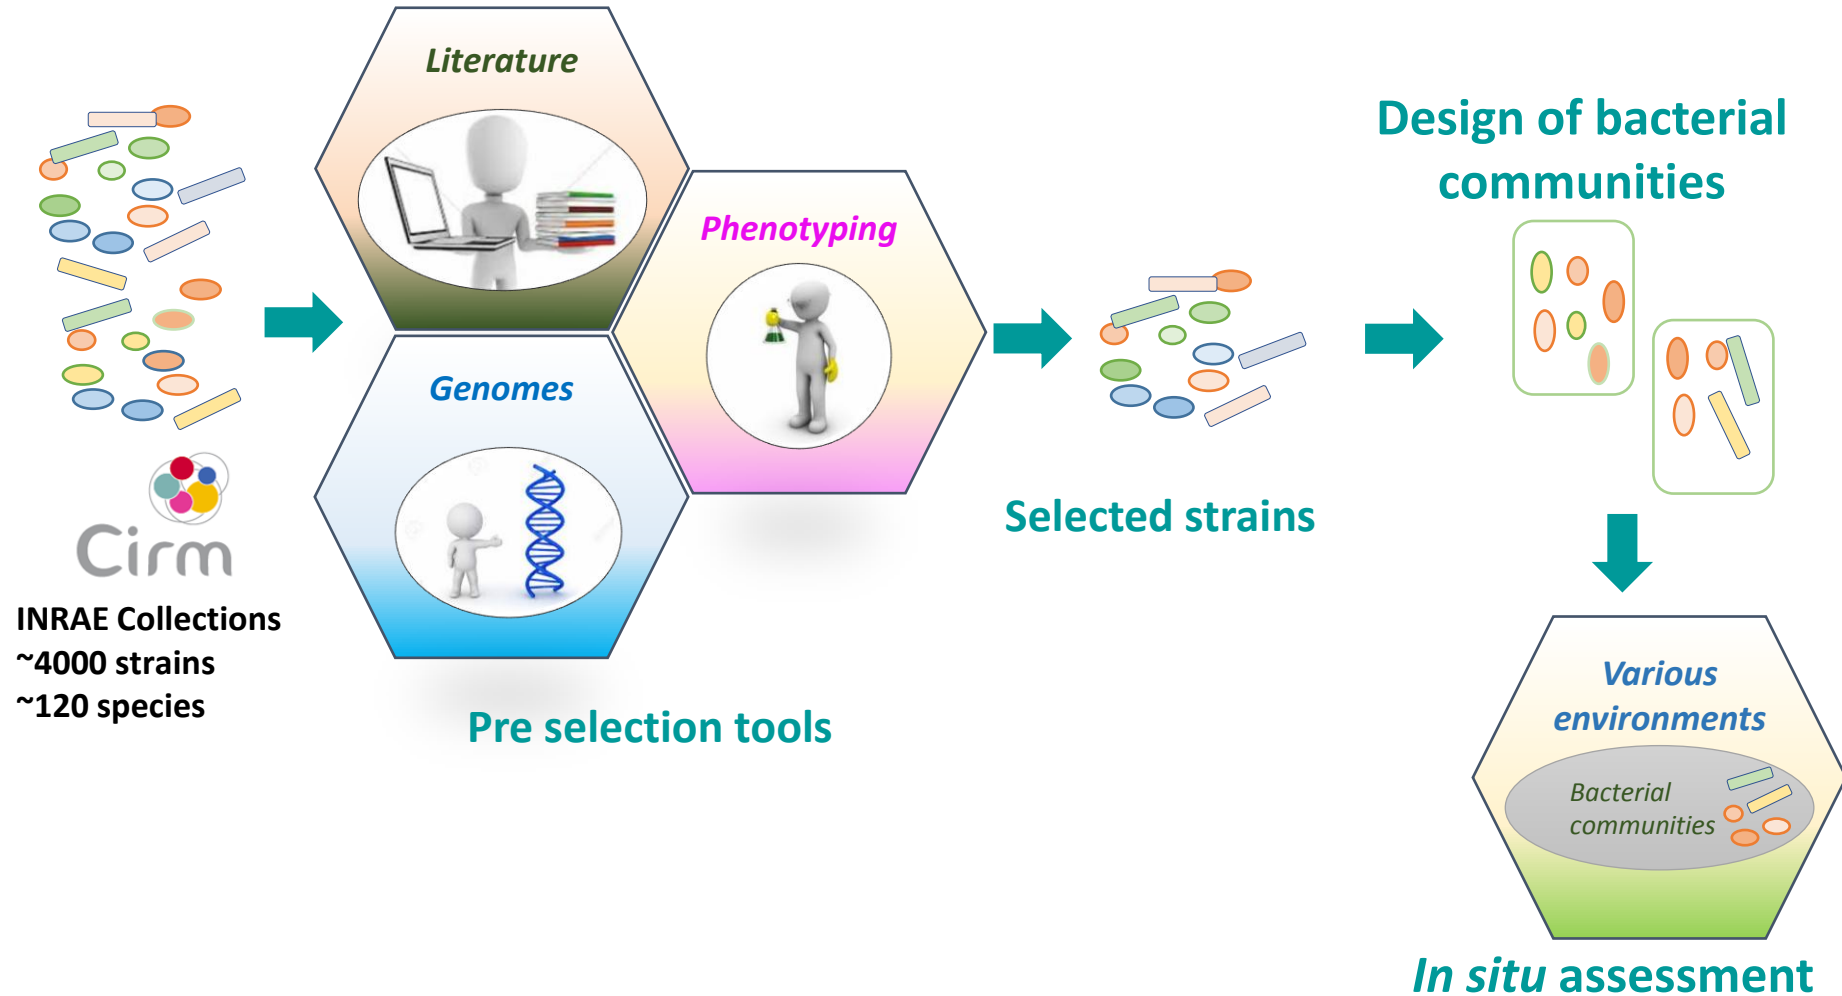 Literature
Phenotyping
Genomes
Cirm
INRAE Collections
~4000 strains
~120 species
Pre selection tools
Selected strains
Design of bacterial
communities
Various
environments
Bacterial
communities
In situ assessment